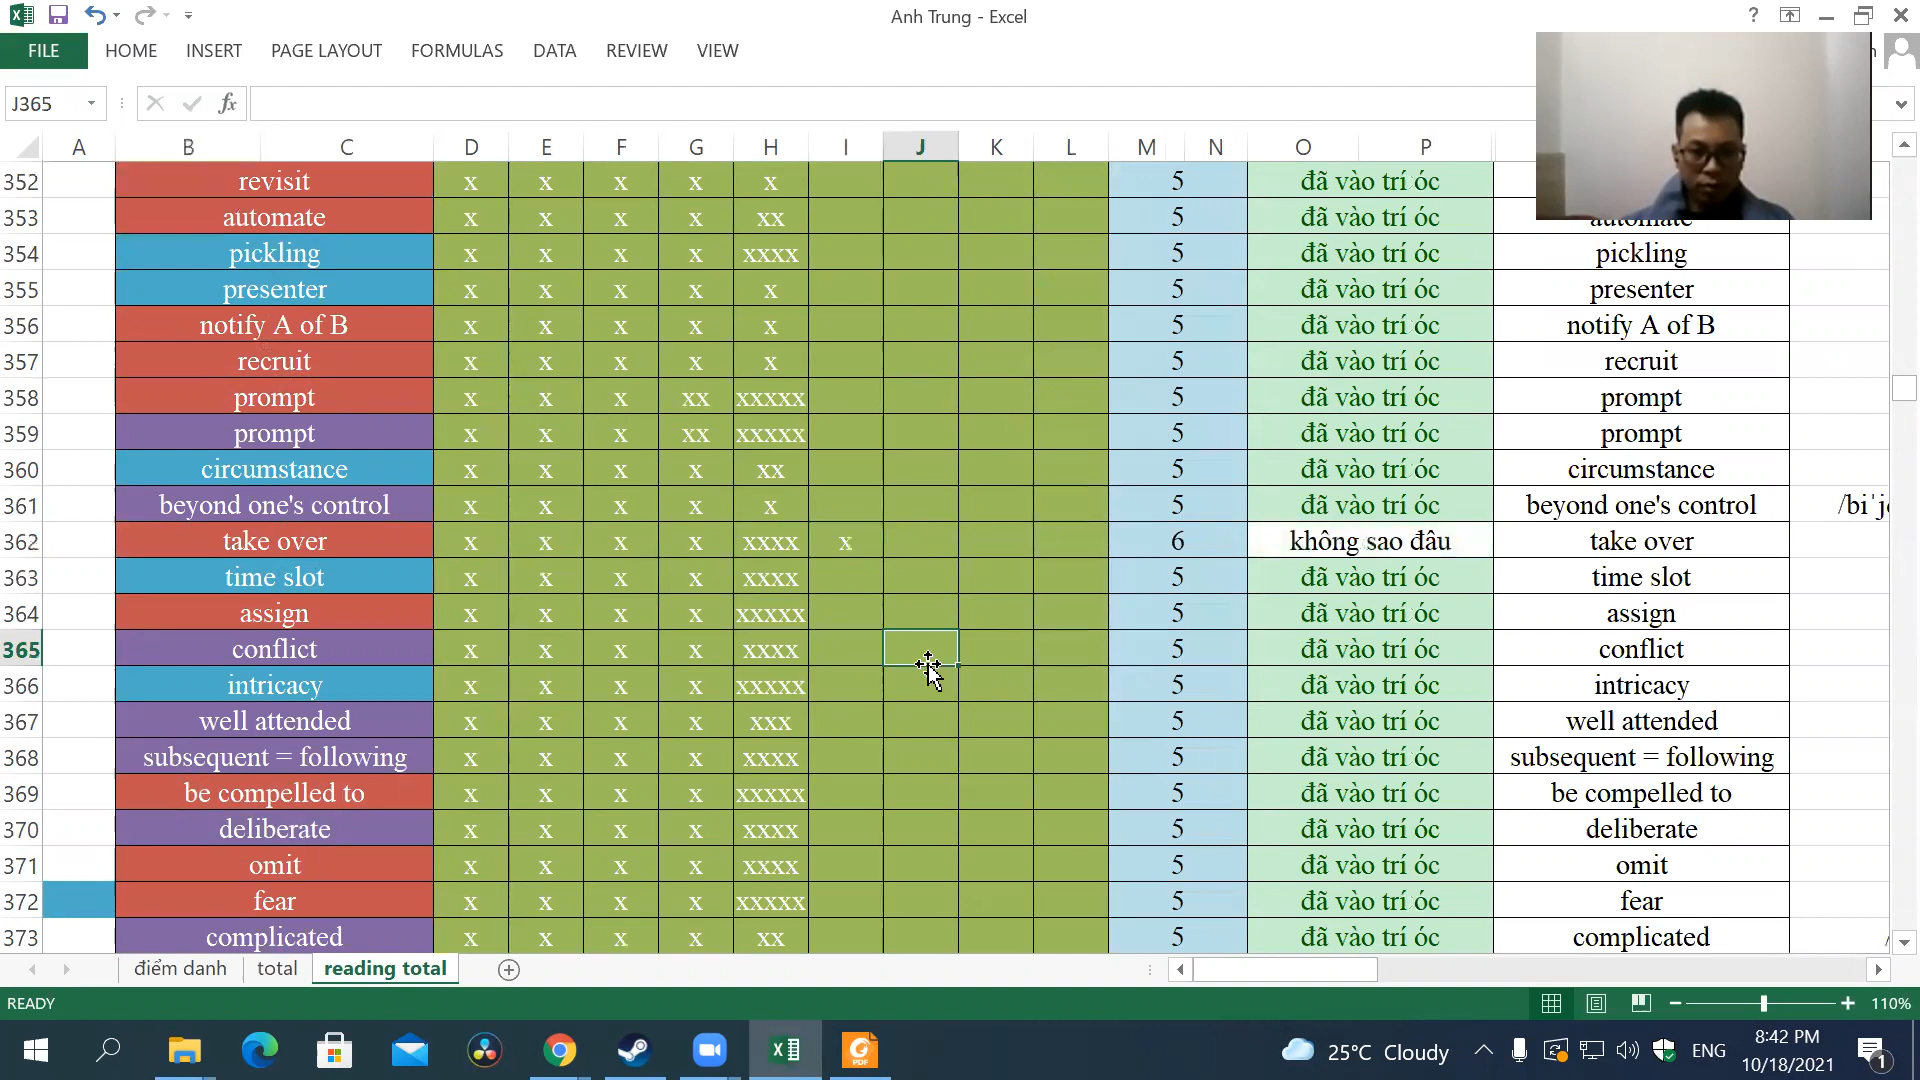 Anh Trung - Excel
FILE HOME INSERT PAGE LAYOUT FORMULAS DATA REVIEW VIEW
J365 fx
A B C D E F G H I J K L M N O P
352 revisit x x x x x 5 đã vào trí óc
353 automate x x x x xx 5 đã vào trí óc automate
354 pickling x x x x xxxx 5 đã vào trí óc pickling
355 presenter x x x x x 5 đã vào trí óc presenter
356 notify A of B x x x x x 5 đã vào trí óc notify A of B
357 recruit x x x x x 5 đã vào trí óc recruit
358 prompt x x x xx xxxxx 5 đã vào trí óc prompt
359 prompt x x x xx xxxxx 5 đã vào trí óc prompt
360 circumstance x x x x xx 5 đã vào trí óc circumstance
361 beyond one's control x x x x x 5 đã vào trí óc beyond one's control
362 take over x x x x xxxx x 6 không sao đâu take over
363 time slot x x x x xxxx 5 đã vào trí óc time slot
364 assign x x x x xxxxx 5 đã vào trí óc assign
365 conflict x x x x xxxx 5 đã vào trí óc conflict
366 intricacy x x x x xxxxx 5 đã vào trí óc intricacy
367 well attended x x x x xxx 5 đã vào trí óc well attended
368 subsequent = following x x x x xxxx 5 đã vào trí óc subsequent = following
369 be compelled to x x x x xxxxx 5 đã vào trí óc be compelled to
370 deliberate x x x x xxxx 5 đã vào trí óc deliberate
371 omit x x x x xxxx 5 đã vào trí óc omit
372 fear x x x x xxxxx 5 đã vào trí óc fear
373 complicated x x x x xx 5 đã vào trí óc complicated
điểm danh total reading total
READY 110%
25°C Cloudy ENG 8:42 PM
10/18/2021 1